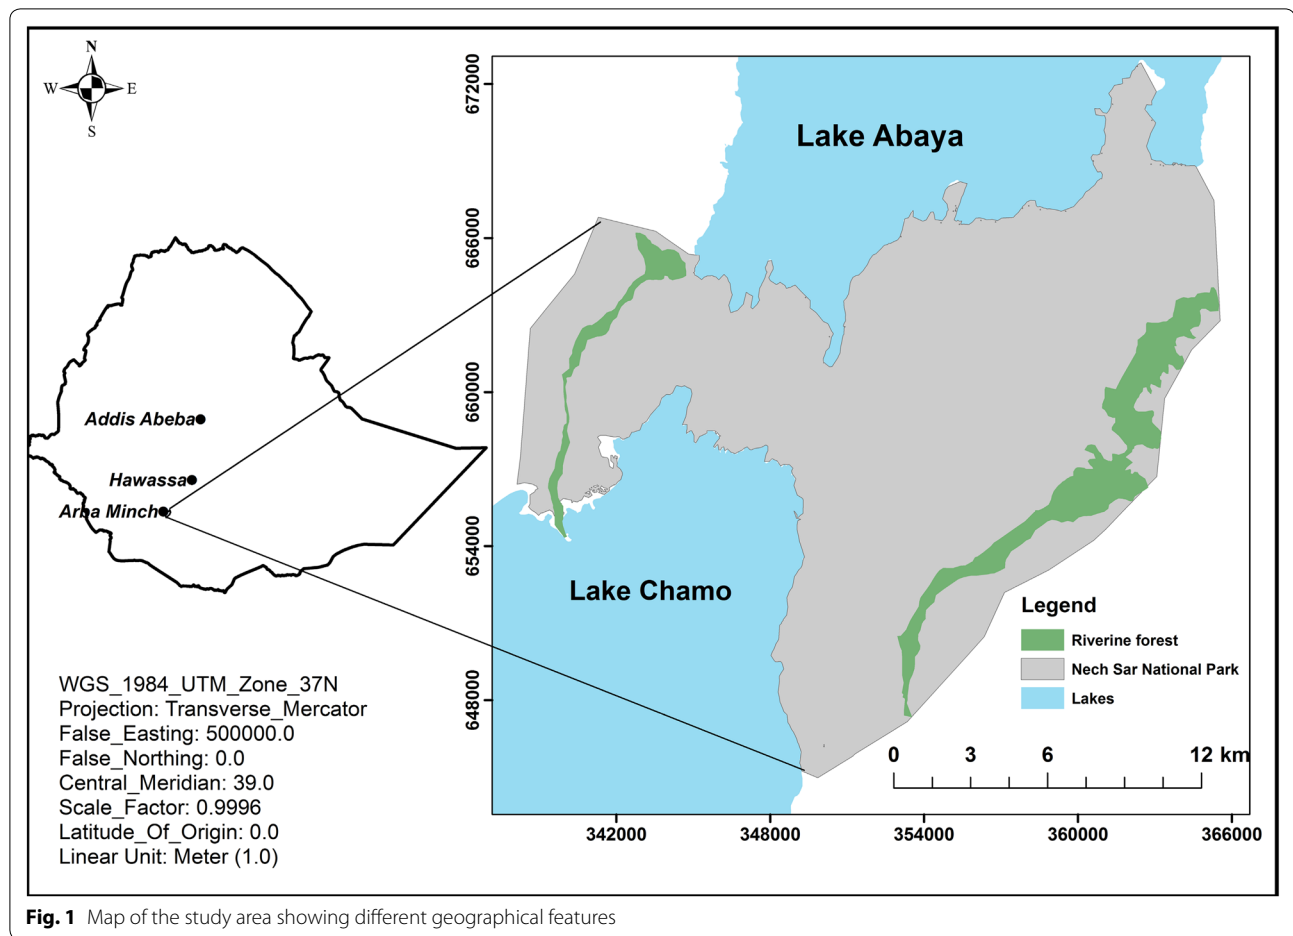 N
W E
S
Addis Abeba
Hawassa
Arba Minch
WGS_1984_UTM_Zone_37N
Projection: Transverse_Mercator
False_Easting: 500000.0
False_Northing: 0.0
Central_Meridian: 39.0
Scale_Factor: 0.9996
Latitude_Of_Origin: 0.0
Linear Unit: Meter (1.0)
672000
666000
660000
654000
648000
Lake Abaya
Lake Chamo
Legend
Riverine forest
Nech Sar National Park
Lakes
0 3 6 12 km
342000 348000 354000 360000 366000
Fig. 1 Map of the study area showing different geographical features